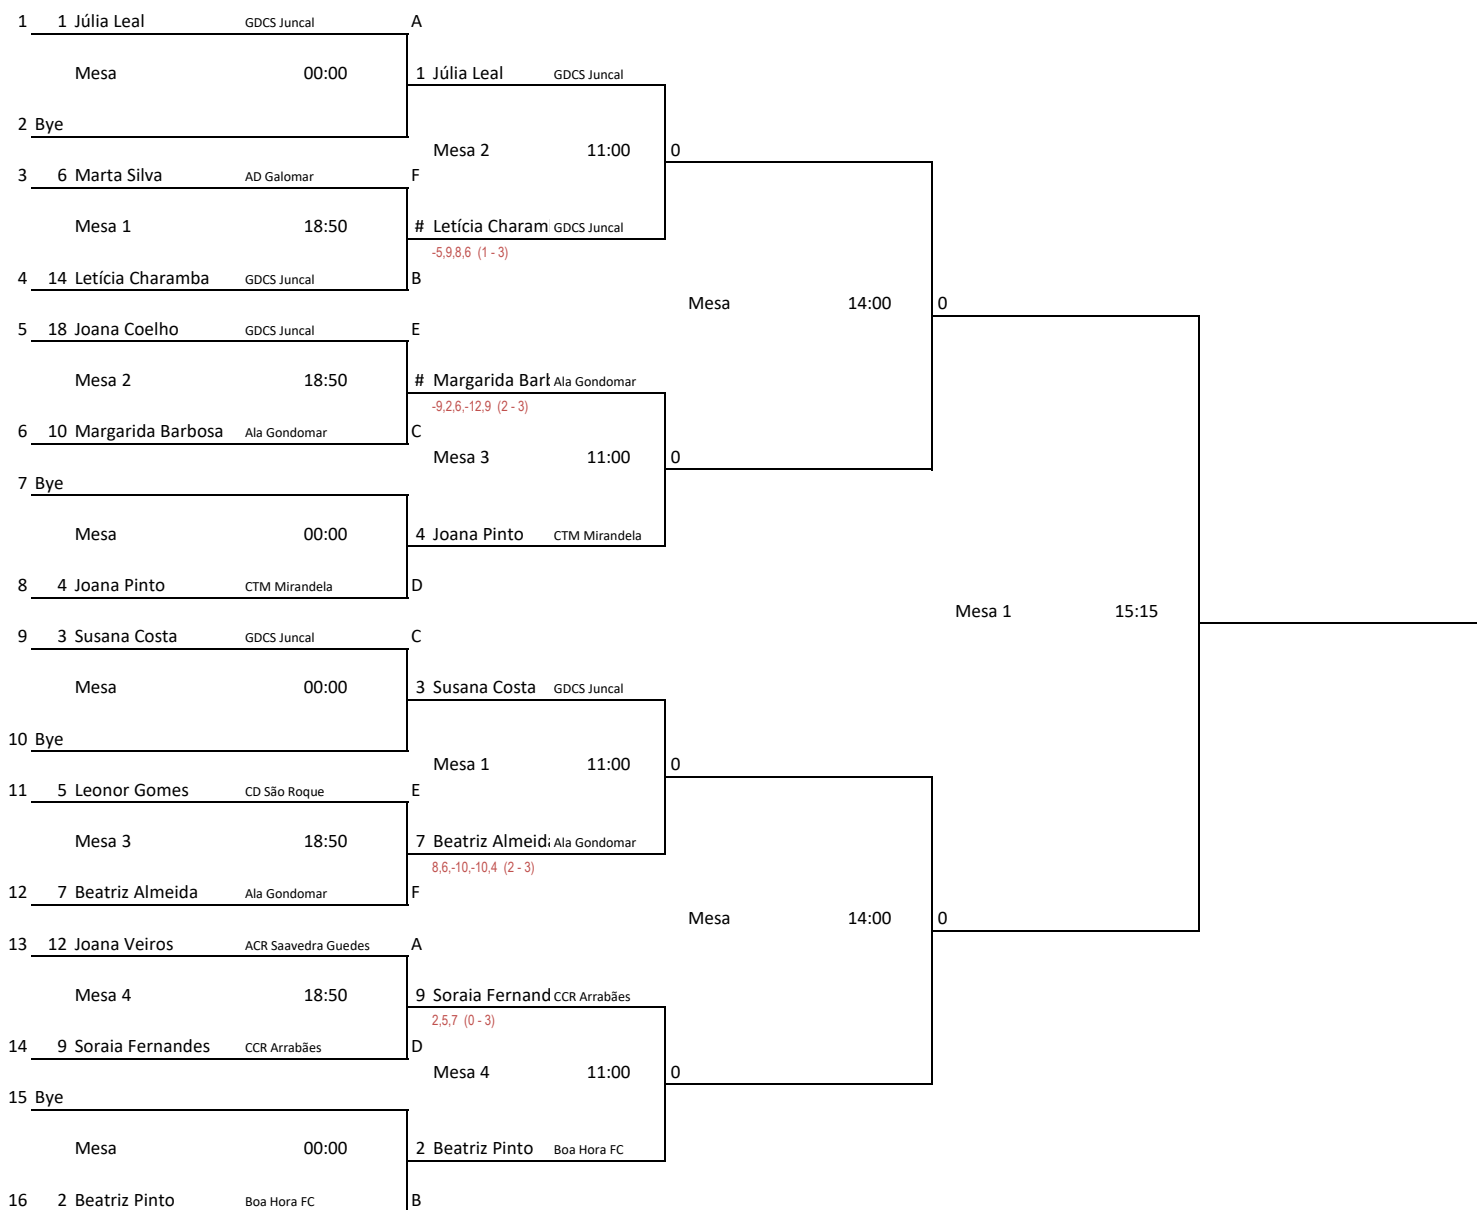 1 1 Júlia Leal GDCS Juncal A
Mesa 00:00 1 Júlia Leal GDCS Juncal
2 Bye
Mesa 2 11:00 0
3 6 Marta Silva AD Galomar F
Mesa 1 18:50 # Letícia Charam GDCS Juncal
-5,9,8,6 (1 - 3)
4 14 Letícia Charamba GDCS Juncal B
Mesa 14:00 0
5 18 Joana Coelho GDCS Juncal E
Mesa 2 18:50 # Margarida Bart Ala Gondomar
-9,2,6,-12,9 (2 - 3)
6 10 Margarida Barbosa Ala Gondomar C
Mesa 3 11:00 0
7 Bye
Mesa 00:00 4 Joana Pinto CTM Mirandela
8 4 Joana Pinto CTM Mirandela D
Mesa 1 15:15
9 3 Susana Costa GDCS Juncal C
Mesa 00:00 3 Susana Costa GDCS Juncal
10 Bye
Mesa 1 11:00 0
11 5 Leonor Gomes CD São Roque E
Mesa 3 18:50 7 Beatriz Almeida Ala Gondomar
8,6,-10,-10,4 (2 - 3)
12 7 Beatriz Almeida Ala Gondomar F
Mesa 14:00 0
13 12 Joana Veiros ACR Saavedra Guedes A
Mesa 4 18:50 9 Soraia Fernand CCR Arrabães
2,5,7 (0 - 3)
14 9 Soraia Fernandes CCR Arrabães D
Mesa 4 11:00 0
15 Bye
Mesa 00:00 2 Beatriz Pinto Boa Hora FC
16 2 Beatriz Pinto Boa Hora FC B